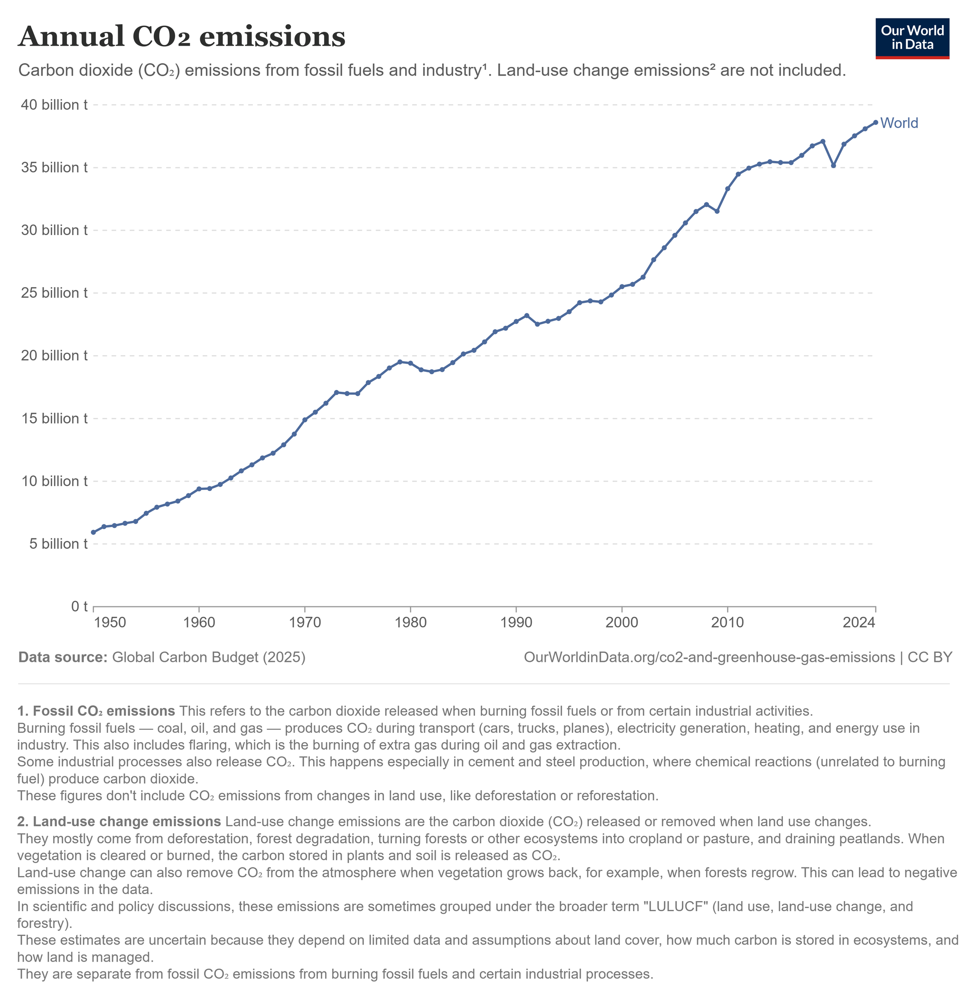 Annual CO₂ emissions
Our World
in Data
Carbon dioxide (CO₂) emissions from fossil fuels and industry¹. Land-use change emissions² are not included.
40 billion t
World
35 billion t
30 billion t
25 billion t
20 billion t
15 billion t
10 billion t
5 billion t
0 t
1950 1960 1970 1980 1990 2000 2010 2024
Data source: Global Carbon Budget (2025) OurWorldinData.org/co2-and-greenhouse-gas-emissions | CC BY
1. Fossil CO₂ emissions This refers to the carbon dioxide released when burning fossil fuels or from certain industrial activities.
Burning fossil fuels — coal, oil, and gas — produces CO₂ during transport (cars, trucks, planes), electricity generation, heating, and energy use in
industry. This also includes flaring, which is the burning of extra gas during oil and gas extraction.
Some industrial processes also release CO₂. This happens especially in cement and steel production, where chemical reactions (unrelated to burning
fuel) produce carbon dioxide.
These figures don't include CO₂ emissions from changes in land use, like deforestation or reforestation.
2. Land-use change emissions Land-use change emissions are the carbon dioxide (CO₂) released or removed when land use changes.
They mostly come from deforestation, forest degradation, turning forests or other ecosystems into cropland or pasture, and draining peatlands. When
vegetation is cleared or burned, the carbon stored in plants and soil is released as CO₂.
Land-use change can also remove CO₂ from the atmosphere when vegetation grows back, for example, when forests regrow. This can lead to negative
emissions in the data.
In scientific and policy discussions, these emissions are sometimes grouped under the broader term "LULUCF" (land use, land-use change, and
forestry).
These estimates are uncertain because they depend on limited data and assumptions about land cover, how much carbon is stored in ecosystems, and
how land is managed.
They are separate from fossil CO₂ emissions from burning fossil fuels and certain industrial processes.